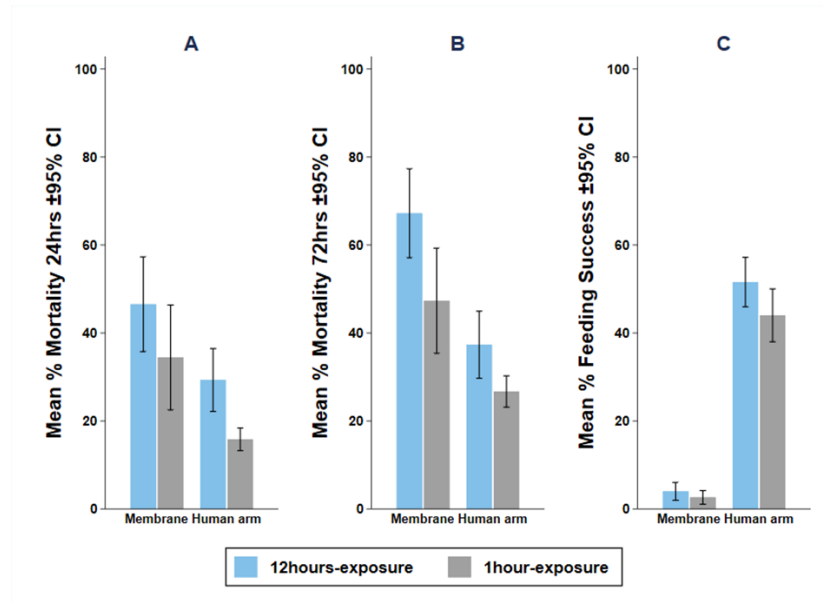 A
B
C
Mean % Mortality 24hrs ±95% CI
100
80
60
40
20
0
Membrane Human arm
Mean % Mortality 72hrs ±95% CI
100
80
60
40
20
0
Membrane Human arm
Mean % Feeding Success ±95% CI
100
80
60
40
20
0
Membrane Human arm
12hours-exposure
1hour-exposure